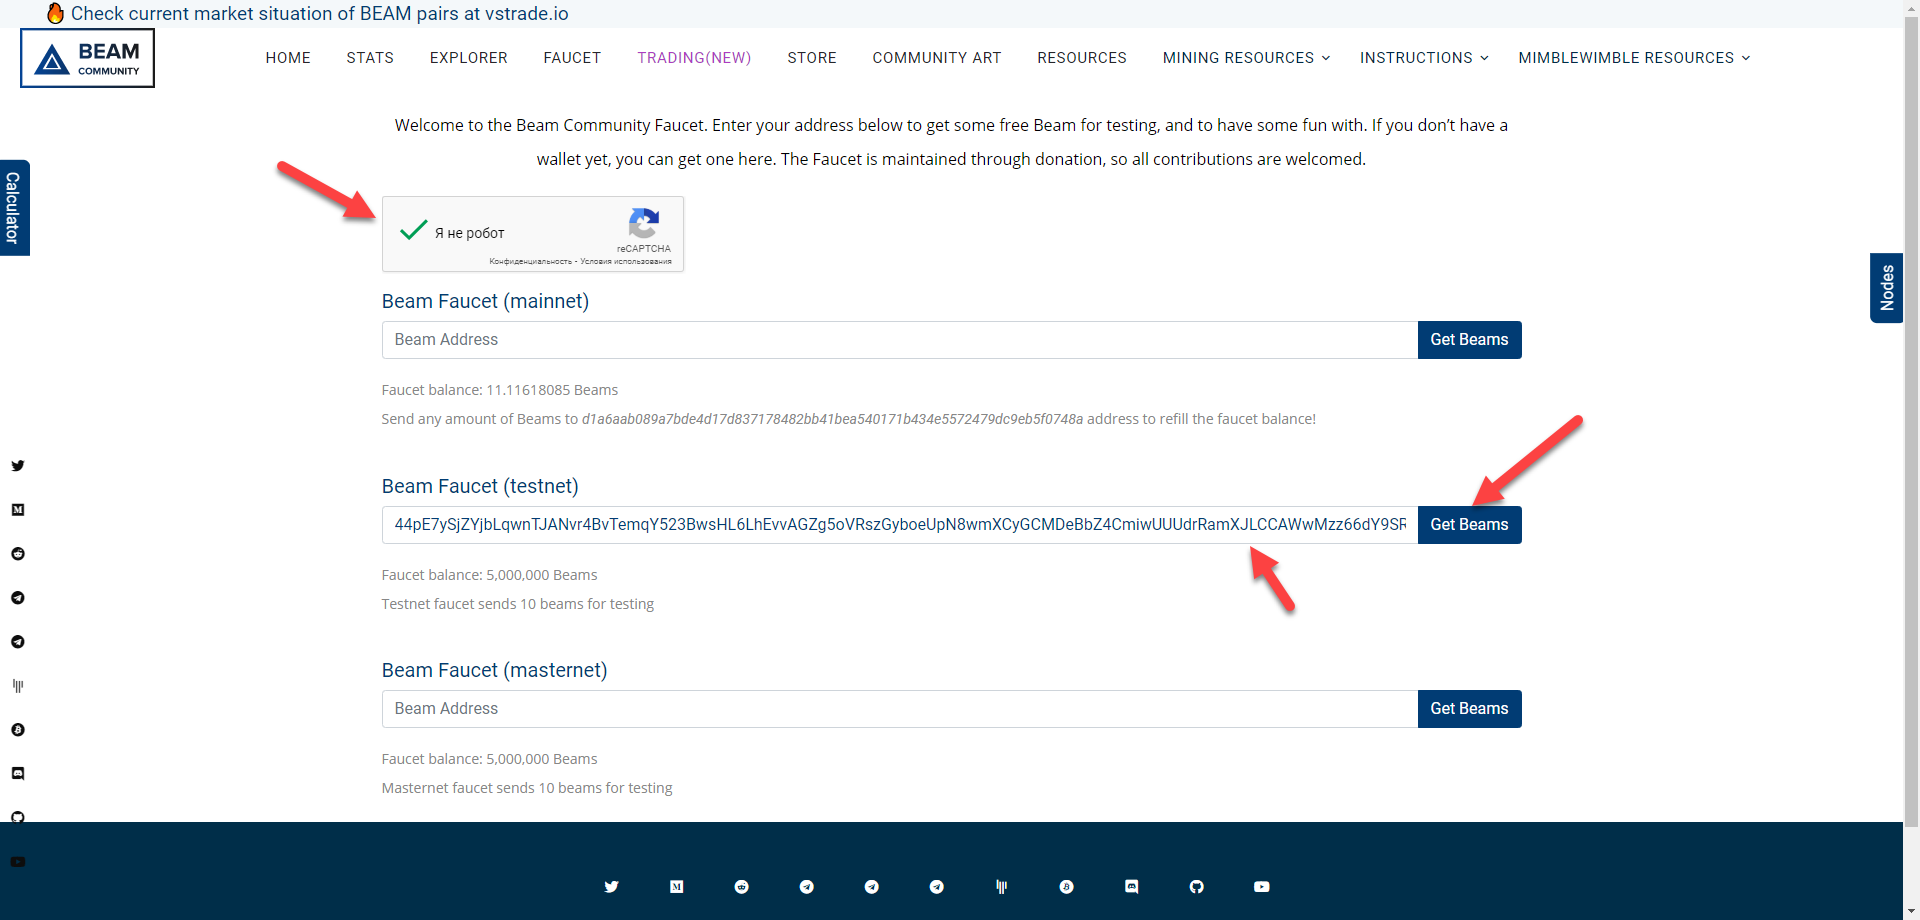 Check current market situation of BEAM pairs at vstrade.io
BEAM
COMMUNITY
HOME STATS EXPLORER FAUCET TRADING(NEW) STORE COMMUNITY ART RESOURCES MINING RESOURCES INSTRUCTIONS MIMBLEWIMBLE RESOURCES
Welcome to the Beam Community Faucet. Enter your address below to get some free Beam for testing, and to have some fun with. If you don't have a
wallet yet, you can get one here. The Faucet is maintained through donation, so all contributions are welcomed.
Calculator
Я не робот
reCAPTCHA
Конфиденциальность - Условия использования
Nodes
Beam Faucet (mainnet)
Beam Address Get Beams
Faucet balance: 11.11618085 Beams
Send any amount of Beams to d1a6aab089a7bde4d17d837178482bb41bea540171b434e5572479dc9eb5f0748a address to refill the faucet balance!
Beam Faucet (testnet)
44pE7ySjZYjbLqwnTJANvr4BvTemqY523BwsHL6LhEvvAGZg5oVRszGyboeUpN8wmXCyGCMDeBbZ4CmiwUUUdrRamXJLCCAWwMzz66dY9SR Get Beams
Faucet balance: 5,000,000 Beams
Testnet faucet sends 10 beams for testing
Beam Faucet (masternet)
Beam Address Get Beams
Faucet balance: 5,000,000 Beams
Masternet faucet sends 10 beams for testing